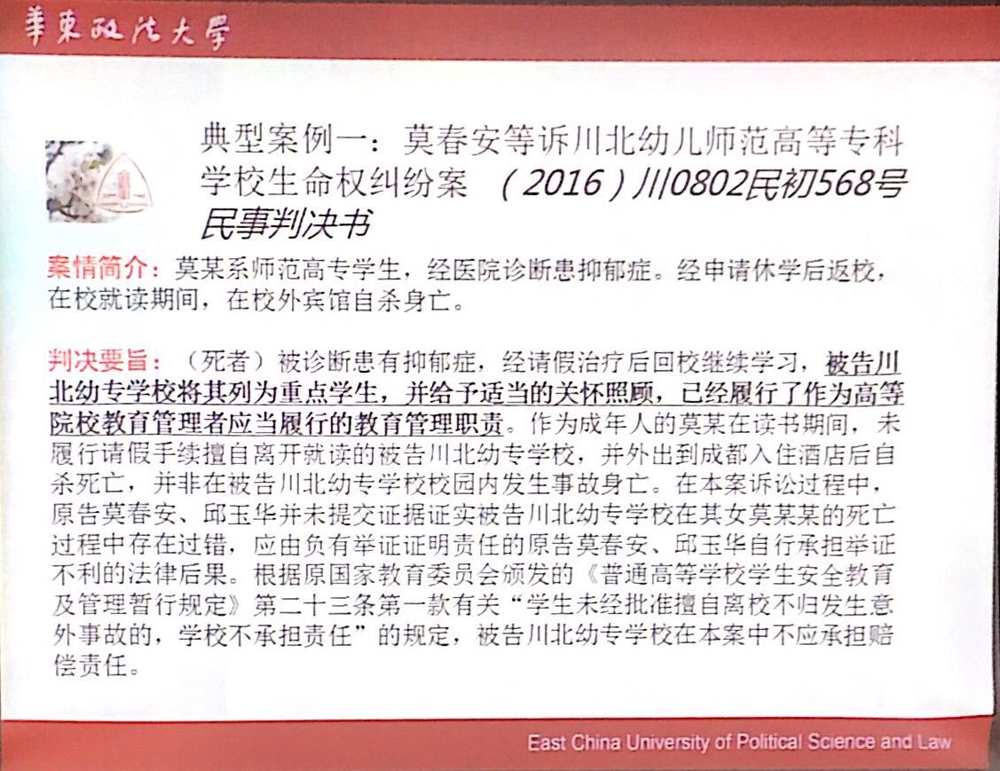 華東政法大學
典型案例一：莫春安等诉川北幼儿师范高等专科
学校生命权纠纷案 （2016）川0802民初568号
民事判决书
案情简介：莫某系师范高专学生，经医院诊断患抑郁症。经申请休学后返校，
在校就读期间，在校外宾馆自杀身亡。
判决要旨：（死者）被诊断患有抑郁症，经请假治疗后回校继续学习，被告川
北幼专学校将其列为重点学生，并给予适当的关怀照顾，已经履行了作为高等
院校教育管理者应当履行的教育管理职责。作为成年人的莫某在读书期间，未
履行请假手续擅自离开就读的被告川北幼专学校，并外出到成都入住酒店后自
杀死亡，并非在被告川北幼专学校校园内发生事故身亡。在本案诉讼过程中，
原告莫春安、邱玉华并未提交证据证实被告川北幼专学校在其女莫某某的死亡
过程中存在过错，应由负有举证证明责任的原告莫春安、邱玉华自行承担举证
不利的法律后果。根据原国家教育委员会颁发的《普通高等学校学生安全教育
及管理暂行规定》第二十三条第一款有关“学生未经批准擅自离校不归发生意
外事故的，学校不承担责任”的规定，被告川北幼专学校在本案中不应承担赔
偿责任。
East China University of Political Science and Law